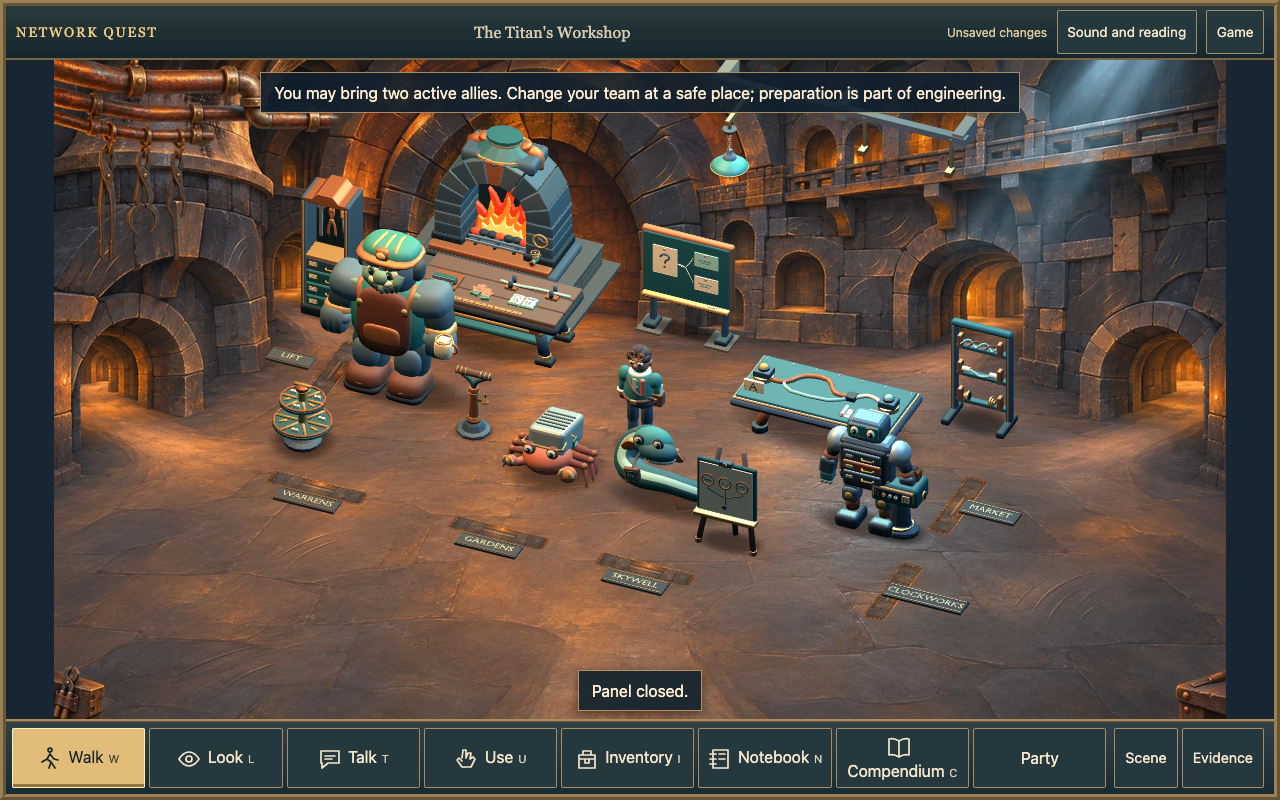 NETWORK QUEST
The Titan's Workshop
Unsaved changes
Sound and reading
Game
You may bring two active allies. Change your team at a safe place; preparation is part of engineering.
?
LIFT
A
WARRENS
GARDENS
SKYWELL
MARKET
CLOCKWORKS
Panel closed.
Walk W
Look L
Talk T
Use U
Inventory I
Notebook N
Compendium C
Party
Scene
Evidence